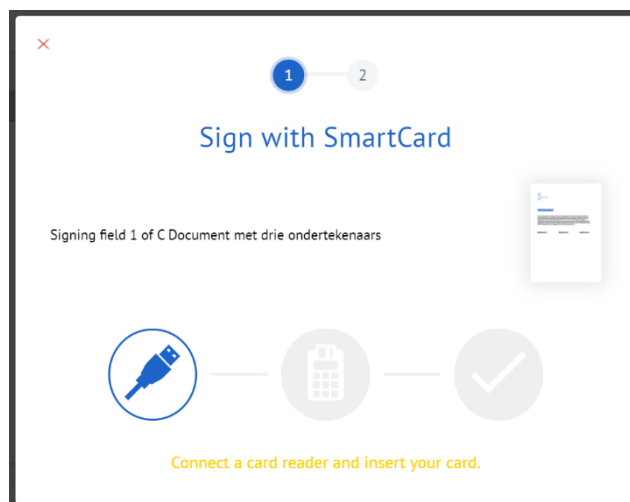 1
2
Sign with SmartCard
Signing field 1 of C Document met drie ondertekenaars
Connect a card reader and insert your card.